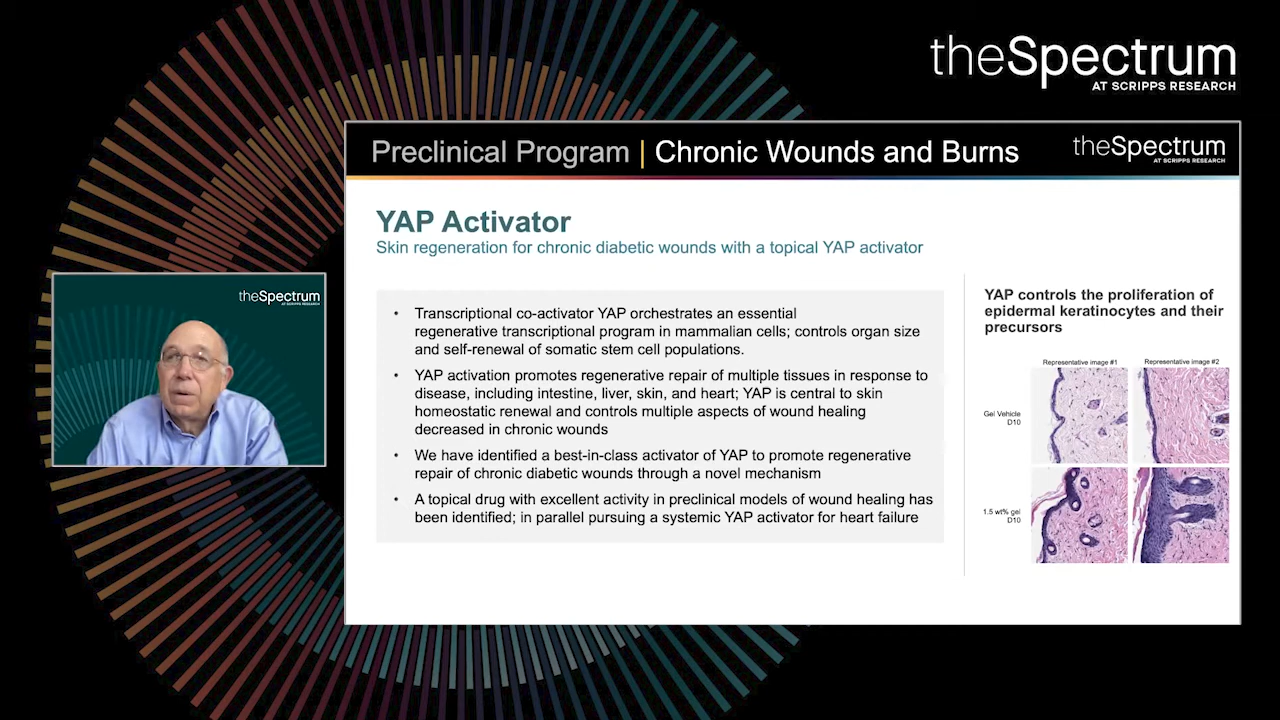 theSpectrum
AT SCRIPPS RESEARCH
Preclinical Program | Chronic Wounds and Burns
theSpectrum
AT SCRIPPS RESEARCH
YAP Activator
Skin regeneration for chronic diabetic wounds with a topical YAP activator
theSpectrum
AT SCRIPPS RESEARCH
• Transcriptional co-activator YAP orchestrates an essential
regenerative transcriptional program in mammalian cells; controls organ size
and self-renewal of somatic stem cell populations.
• YAP activation promotes regenerative repair of multiple tissues in response to
disease, including intestine, liver, skin, and heart; YAP is central to skin
homeostatic renewal and controls multiple aspects of wound healing
decreased in chronic wounds
• We have identified a best-in-class activator of YAP to promote regenerative
repair of chronic diabetic wounds through a novel mechanism
• A topical drug with excellent activity in preclinical models of wound healing has
been identified; in parallel pursuing a systemic YAP activator for heart failure
YAP controls the proliferation of
epidermal keratinocytes and their
precursors
Representative image #1
Representative image #2
Gel Vehicle
D10
1.5 wt% gel
D10